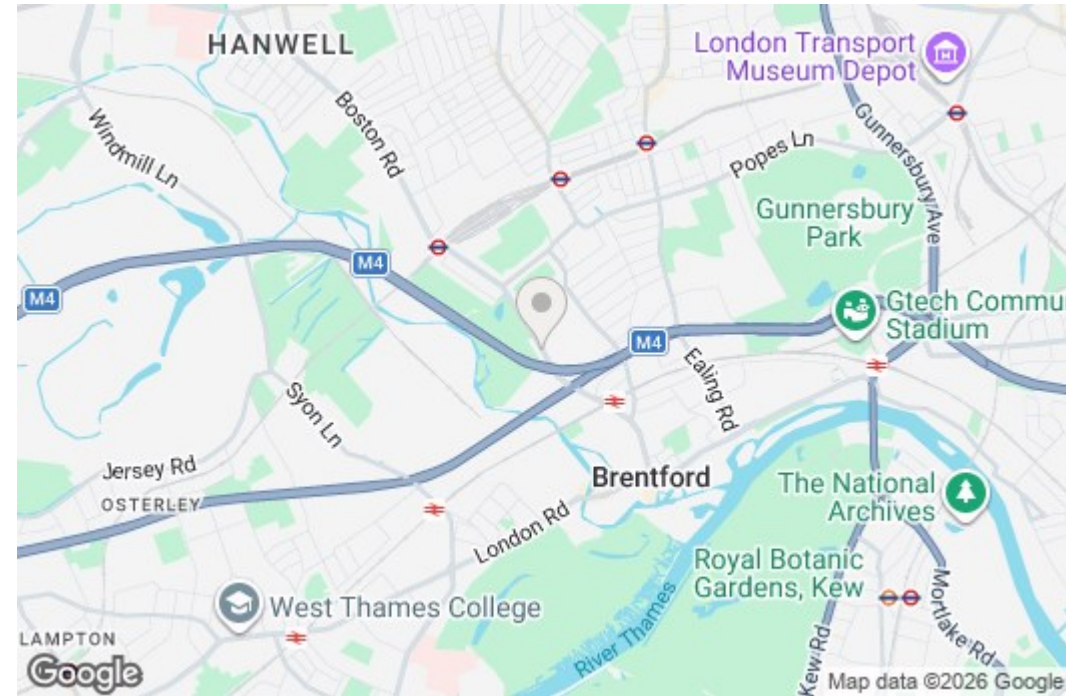 HANWELL
London Transport
Museum Depot
Boston Rd
Windmill Ln
Popes Ln
Gunnersbury Ave
Gunnersbury
Park
M4
M4
M4
Gtech Commu
Stadium
M4
Ealing Rd
Syon Ln
Jersey Rd
OSTERLEY
Brentford
The National
Archives
London Rd
Royal Botanic
Gardens, Kew
West Thames College
River Thames
Kew Rd
Mortlake Rd
LAMPTON
Google
Map data ©2026 Google